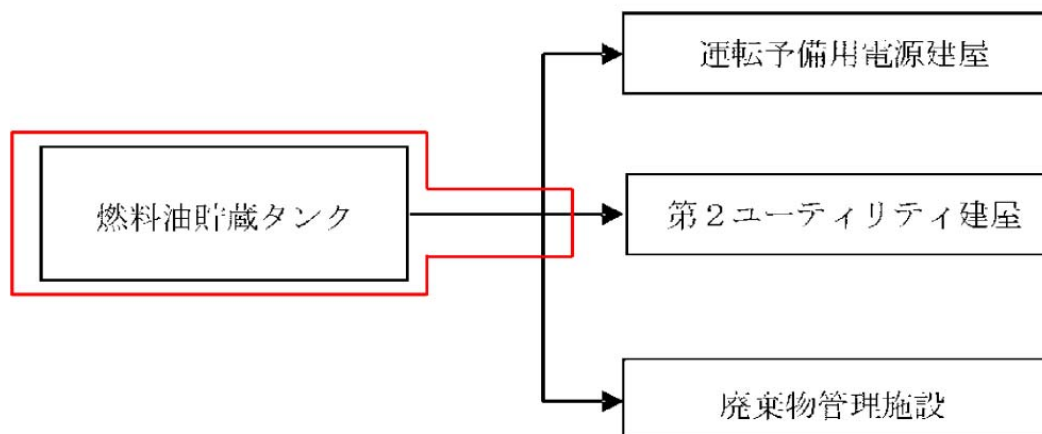 運転予備用電源建屋
燃料油貯蔵タンク
第２ユーティリティ建屋
廃棄物管理施設